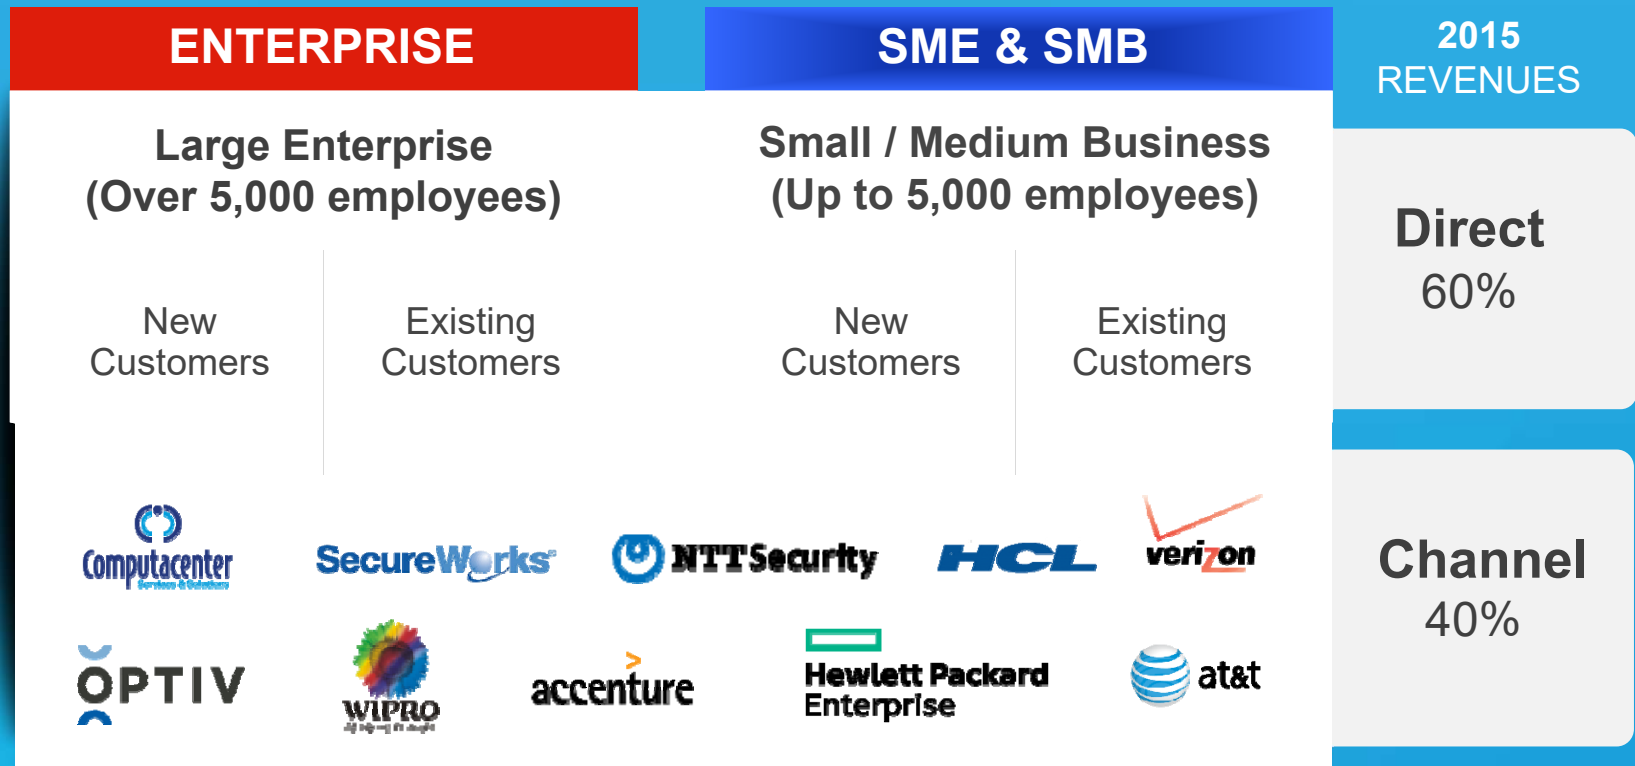 ENTERPRISE
SME & SMB
2015
REVENUES
Large Enterprise
(Over 5,000 employees)
Small / Medium Business
(Up to 5,000 employees)
New
Customers
Existing
Customers
New
Customers
Existing
Customers
Direct
60%
Computacenter
Services & Solutions
SecureWorks
NTT Security
HCL
verizon
Channel
40%
OPTIV
WIPRO
accenture
Hewlett Packard
Enterprise
at&t